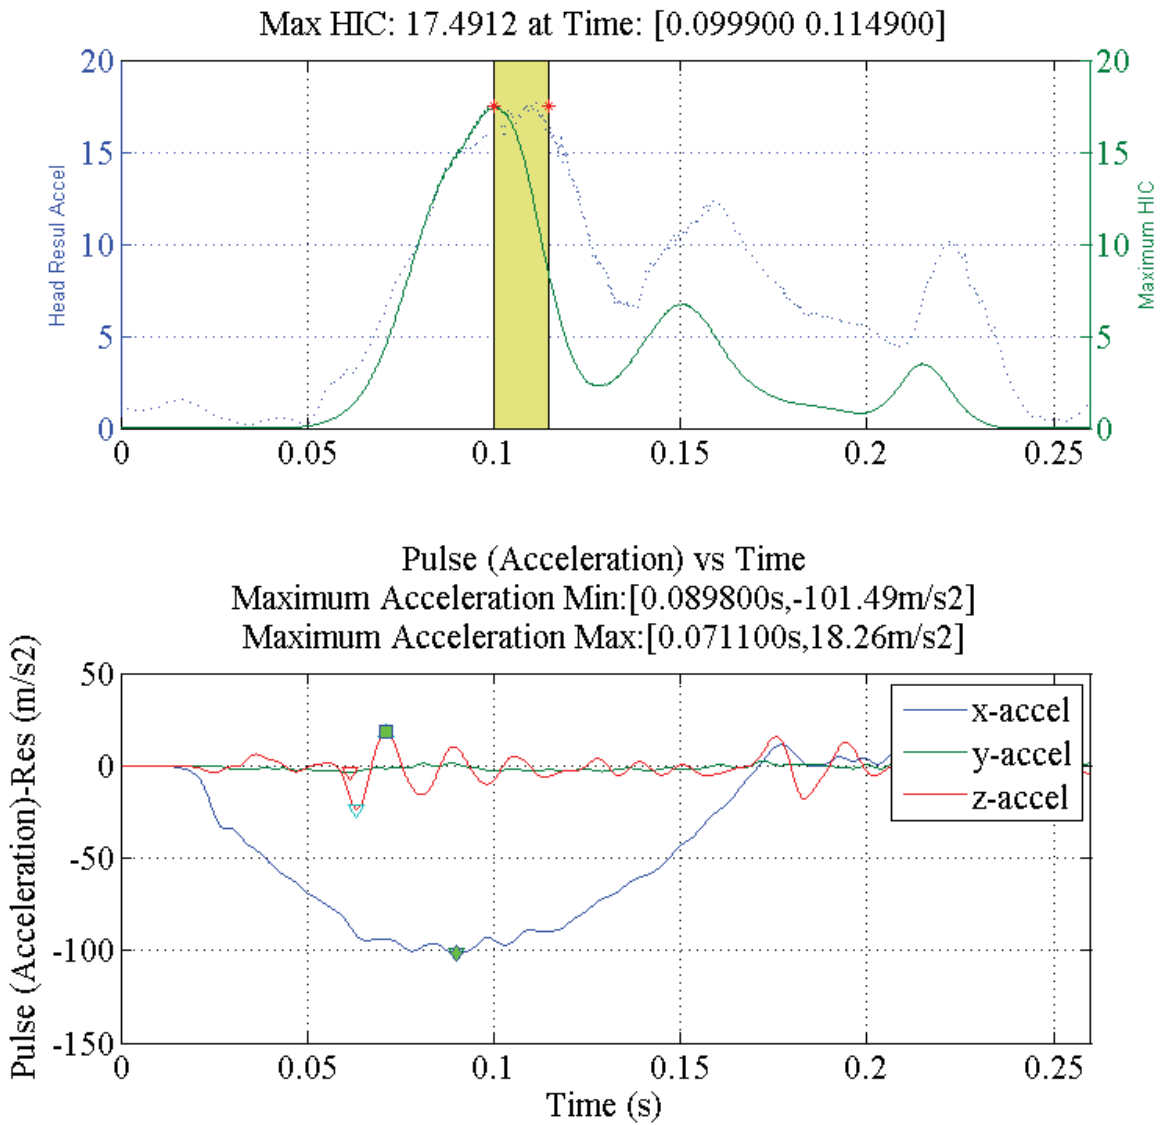 Max HIC: 17.4912 at Time: [0.099900 0.114900]
20
15
10
5
0
Head Resul Accel
20
15
10
5
0
Maximum HIC
0 0.05 0.1 0.15 0.2 0.25
Pulse (Acceleration) vs Time
Maximum Acceleration Min:[0.089800s,-101.49m/s2]
Maximum Acceleration Max:[0.071100s,18.26m/s2]
Pulse (Acceleration)-Res (m/s2)
50
0
-50
-100
-150
x-accel
y-accel
z-accel
0 0.05 0.1 0.15 0.2 0.25
Time (s)